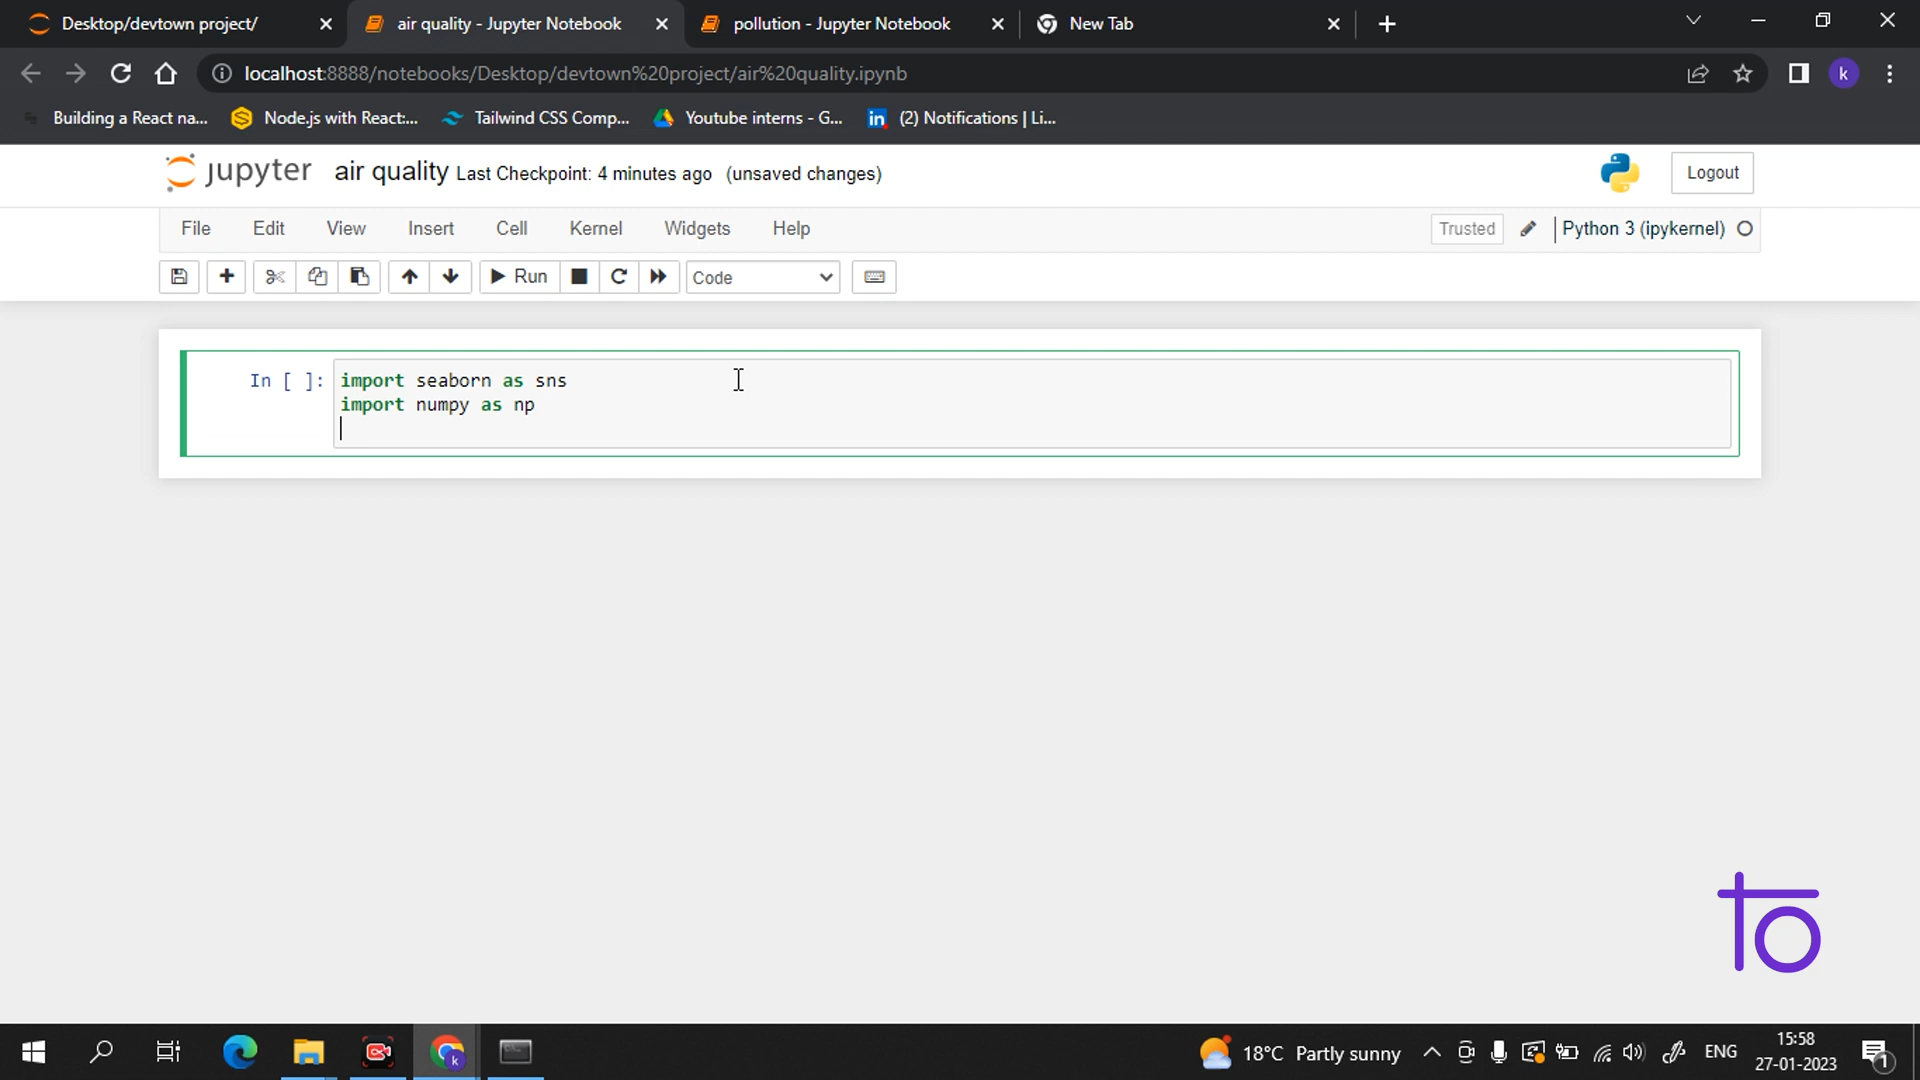 Desktop/devtown project/
air quality - Jupyter Notebook
pollution - Jupyter Notebook
New Tab
localhost:8888/notebooks/Desktop/devtown%20project/air%20quality.ipynb
k
Building a React na...
Node.js with React:...
Tailwind CSS Comp...
Youtube interns - G...
(2) Notifications | Li...
jupyter
air quality Last Checkpoint: 4 minutes ago (unsaved changes)
Logout
File Edit View Insert Cell Kernel Widgets Help
Trusted
Python 3 (ipykernel)
Run
Code
In [ ]:
import seaborn as sns
import numpy as np
18°C Partly sunny
ENG
15:58
27-01-2023
1